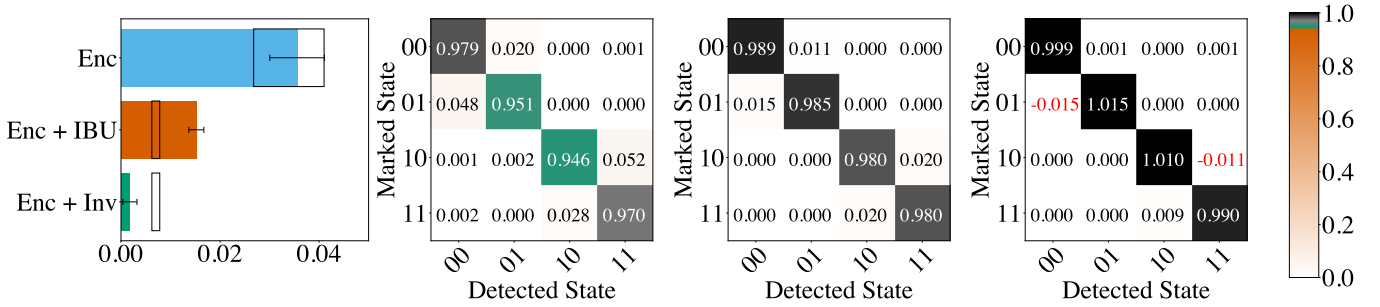 Enc
Enc + IBU
Enc + Inv
0.00 0.02 0.04
Marked State
00 01 10 11
0.979 0.020 0.000 0.001
0.048 0.951 0.000 0.000
0.001 0.002 0.946 0.052
0.002 0.000 0.028 0.970
00 01 10 11
Detected State
Marked State
00 01 10 11
0.989 0.011 0.000 0.000
0.015 0.985 0.000 0.000
0.000 0.000 0.980 0.020
0.000 0.000 0.020 0.980
00 01 10 11
Detected State
Marked State
00 01 10 11
0.999 0.001 0.000 0.001
-0.015 1.015 0.000 0.000
0.000 0.000 1.010 -0.011
0.000 0.000 0.009 0.990
00 01 10 11
Detected State
1.0
0.8
0.6
0.4
0.2
0.0